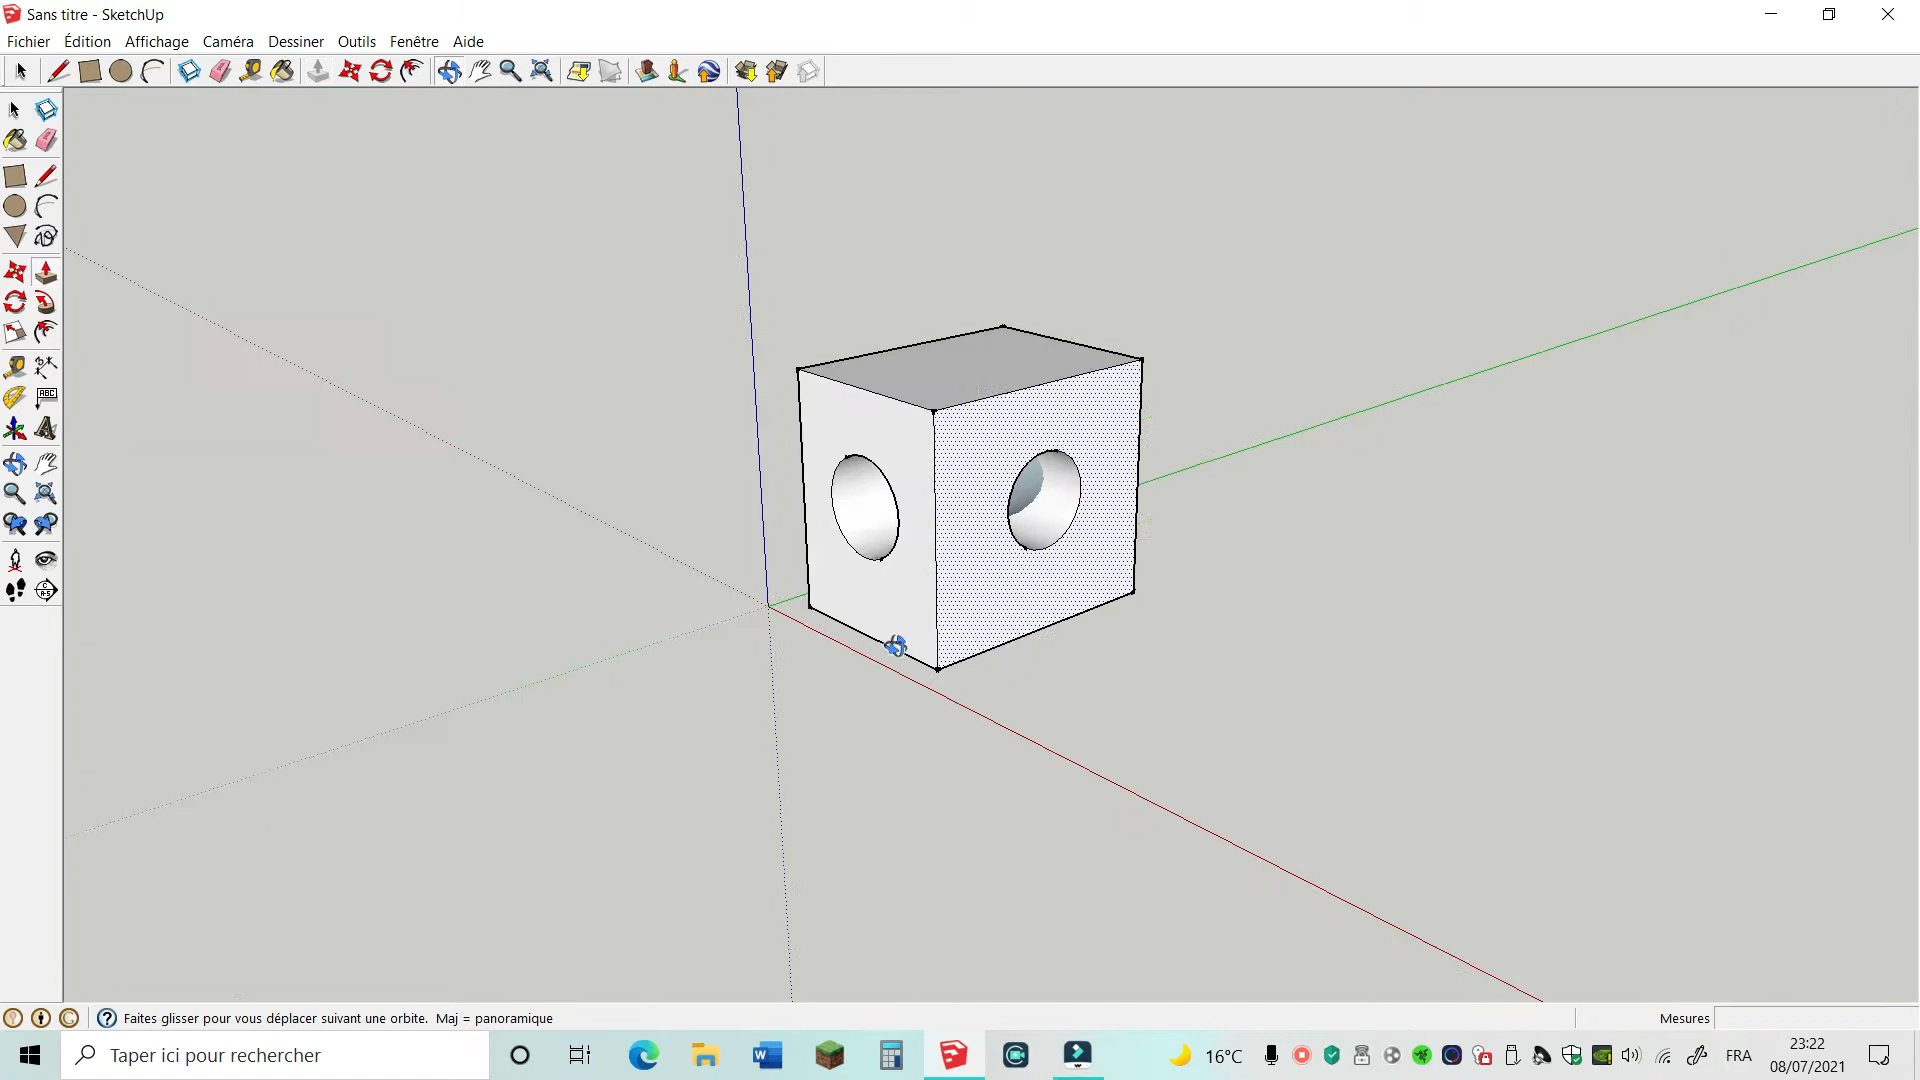 Sans titre - SketchUp
Fichier Édition Affichage Caméra Dessiner Outils Fenêtre Aide
ABC
Faites glisser pour vous déplacer suivant une orbite. Maj = panoramique
Mesures
Taper ici pour rechercher
16°C
FRA
23:22
08/07/2021